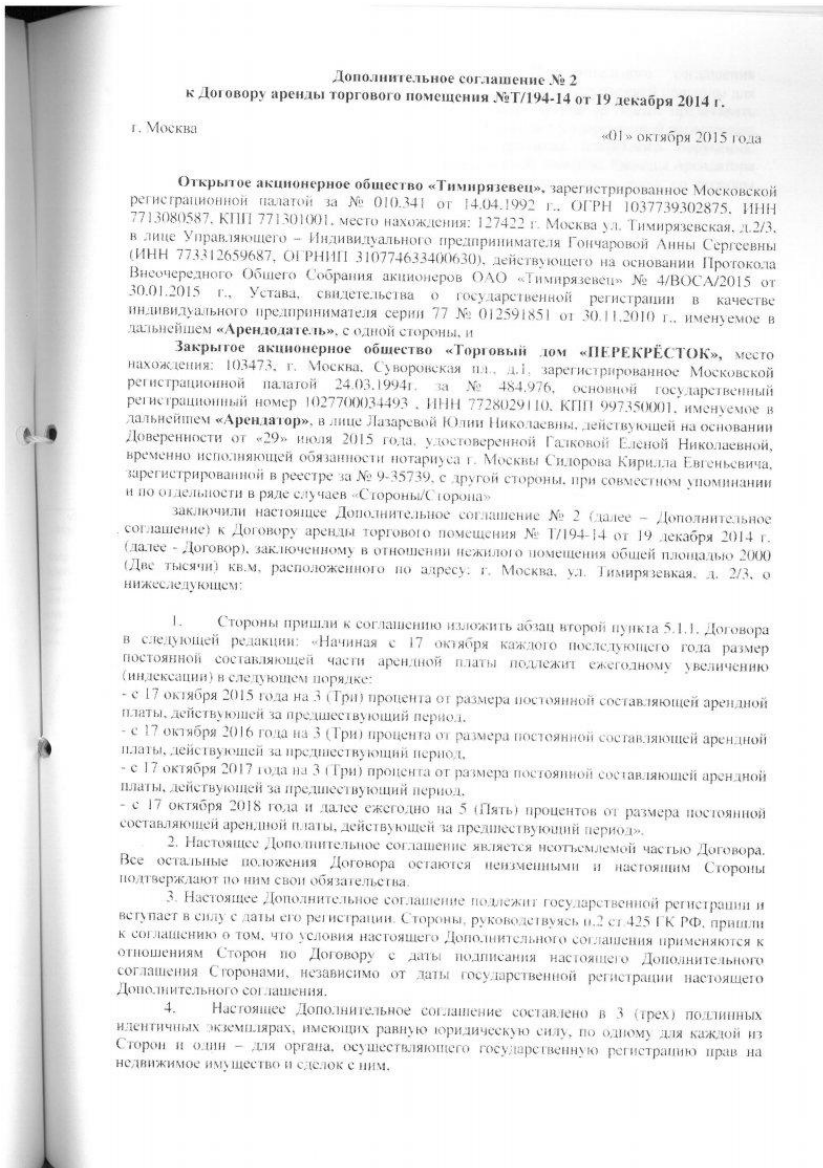 Дополнительное соглашение № 2
к Договору аренды торгового помещения №Т/194-14 от 19 декабря 2014 г.
г. Москва
«01» октября 2015 года
Открытое акционерное общество «Тимирязевец», зарегистрированное Московской
регистрационной палатой за № 010.341 от 14.04.1992 г., ОГРН 1037739302875, ИНН
7713080587, КПП 771301001, место нахождения: 127422 г. Москва ул. Тимирязевская, д.2/3,
в лице Управляющего – Индивидуального предпринимателя Гончаровой Анны Сергеевны
(ИНН 773312659687, ОГРНИП 310774633400630), действующего на основании Протокола
Внеочередного Общего Собрания акционеров ОАО «Тимирязевец» № 4/ВОСА/2015 от
30.01.2015 г., Устава, свидетельства о государственной регистрации в качестве
индивидуального предпринимателя серии 77 № 012591851 от 30.11.2010 г., именуемое в
дальнейшем «Арендодатель», с одной стороны, и
Закрытое акционерное общество «Торговый дом «ПЕРЕКРЁСТОК», место
нахождения: 103473, г. Москва, Суворовская пл., д.1, зарегистрированное Московской
регистрационной палатой 24.03.1994г. за № 484.976, основной государственный
регистрационный номер 1027700034493 , ИНН 7728029110, КПП 997350001, именуемое в
дальнейшем «Арендатор», в лице Лазаревой Юлии Николаевны, действующей на основании
Доверенности от «29» июля 2015 года, удостоверенной Галковой Еленой Николаевной,
временно исполняющей обязанности нотариуса г. Москвы Сидорова Кирилла Евгеньевича,
зарегистрированной в реестре за № 9-35739, с другой стороны, при совместном упоминании
и по отдельности в ряде случаев «Стороны/Сторона»
заключили настоящее Дополнительное соглашение № 2 (далее – Дополнительное
соглашение) к Договору аренды торгового помещения № Т/194-14 от 19 декабря 2014 г.
(далее - Договор), заключенному в отношении нежилого помещения общей площадью 2000
(Две тысячи) кв.м, расположенного по адресу: г. Москва, ул. Тимирязевкая, д. 2/3, о
нижеследующем:
1. Стороны пришли к соглашению изложить абзац второй пункта 5.1.1. Договора
в следующей редакции: «Начиная с 17 октября каждого последующего года размер
постоянной составляющей части арендной платы подлежит ежегодному увеличению
(индексации) в следующем порядке:
- с 17 октября 2015 года на 3 (Три) процента от размера постоянной составляющей арендной
платы, действующей за предшествующий период,
- с 17 октября 2016 года на 3 (Три) процента от размера постоянной составляющей арендной
платы, действующей за предшествующий период,
- с 17 октября 2017 года на 3 (Три) процента от размера постоянной составляющей арендной
платы, действующей за предшествующий период,
- с 17 октября 2018 года и далее ежегодно на 5 (Пять) процентов от размера постоянной
составляющей арендной платы, действующей за предшествующий период».
2. Настоящее Дополнительное соглашение является неотъемлемой частью Договора.
Все остальные положения Договора остаются неизменными и настоящим Стороны
подтверждают по ним свои обязательства.
3. Настоящее Дополнительное соглашение подлежит государственной регистрации и
вступает в силу с даты его регистрации. Стороны, руководствуясь п.2 ст.425 ГК РФ, пришли
к соглашению о том, что условия настоящего Дополнительного соглашения применяются к
отношениям Сторон по Договору с даты подписания настоящего Дополнительного
соглашения Сторонами, независимо от даты государственной регистрации настоящего
Дополнительного соглашения.
4. Настоящее Дополнительное соглашение составлено в 3 (трех) подлинных
идентичных экземплярах, имеющих равную юридическую силу, по одному для каждой из
Сторон и один – для органа, осуществляющего государственную регистрацию прав на
недвижимое имущество и сделок с ним.